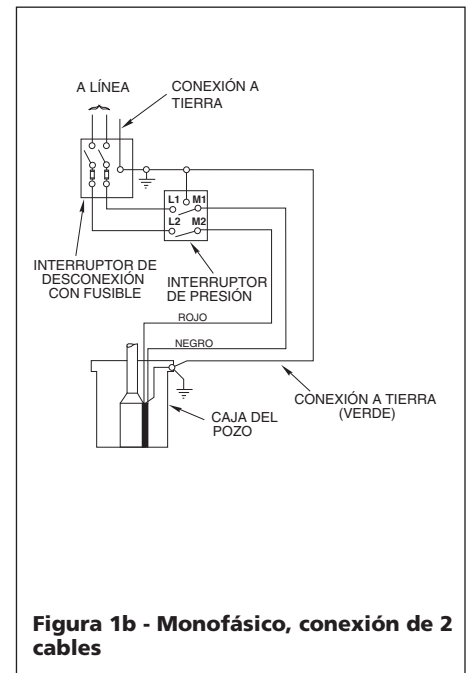 A LÍNEA
CONEXIÓN A
TIERRA
L1 M1
L2 M2
INTERRUPTOR DE
DESCONEXIÓN
CON FUSIBLE
INTERRUPTOR
DE PRESIÓN
ROJO
NEGRO
CONEXIÓN A TIERRA
(VERDE)
CAJA DEL
POZO
Figura 1b - Monofásico, conexión de 2
cables